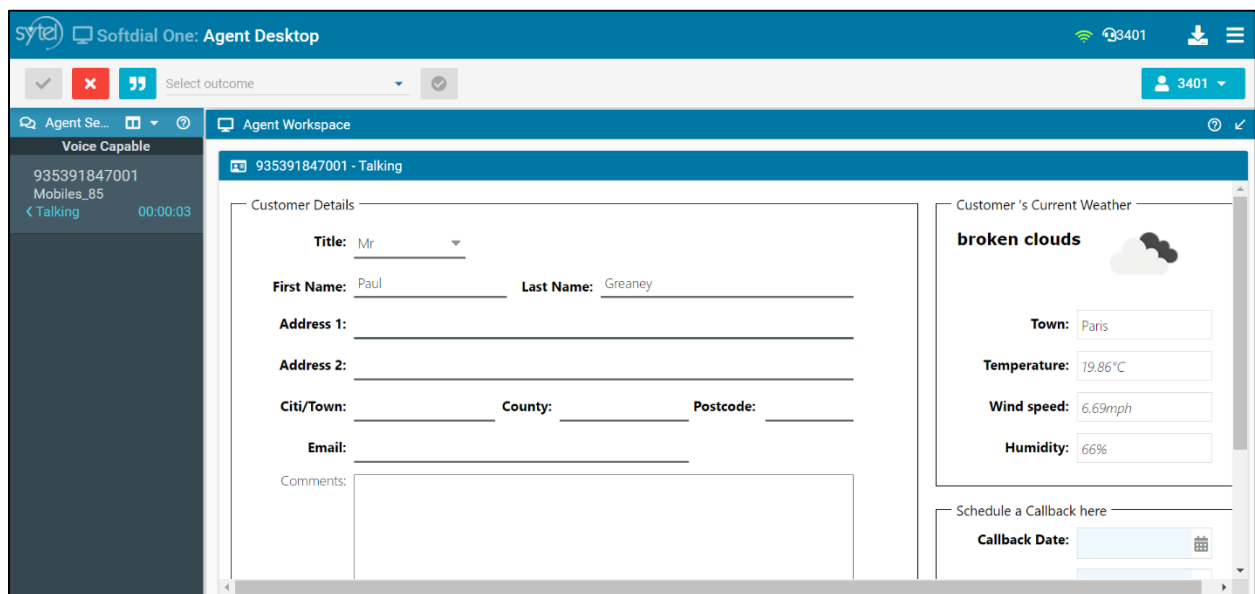 sytel Softdial One: Agent Desktop 3401
Select outcome 3401
Agent Se...
Voice Capable
935391847001
Mobiles_85
Talking 00:00:03
Agent Workspace
935391847001 - Talking
Customer Details
Title: Mr
First Name: Paul Last Name: Greaney
Address 1:
Address 2:
Citi/Town: County: Postcode:
Email:
Comments:
Customer 's Current Weather
broken clouds
Town: Paris
Temperature: 19.86°C
Wind speed: 6.69mph
Humidity: 66%
Schedule a Callback here
Callback Date: